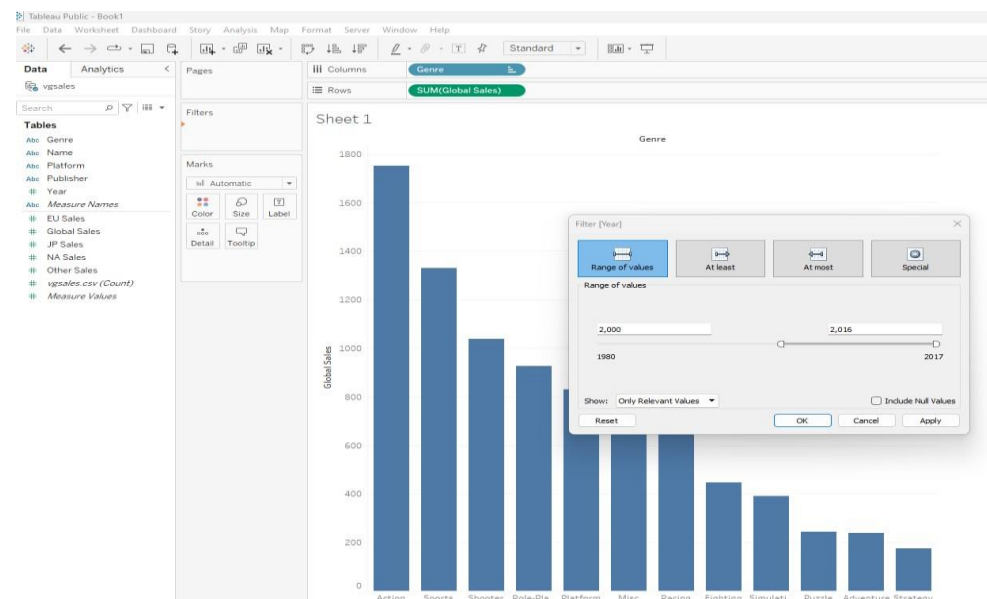 Tableau Public - Book1
File Data Worksheet Dashboard Story Analysis Map Format Server Window Help
Standard
Data Analytics <
vgsales
Search
Tables
Abc Genre
Abc Name
Abc Platform
Abc Publisher
# Year
Abc Measure Names
# EU Sales
# Global Sales
# JP Sales
# NA Sales
# Other Sales
# vgsales.csv (Count)
# Measure Values
Pages
Filters
Marks
Automatic
Color Size Label
Detail Tooltip
Columns Genre
Rows SUM(Global Sales)
Sheet 1
Genre
Global Sales
1800
1600
1400
1200
1000
800
600
400
200
0
Action Sports Shooter Role-Pla.. Platform Misc Racing Fighting Simulati.. Puzzle Adventure Strategy
Filter [Year]
Range of values At least At most Special
Range of values
2,000 2,016
1980 2017
Show: Only Relevant Values Include Null Values
Reset OK Cancel Apply